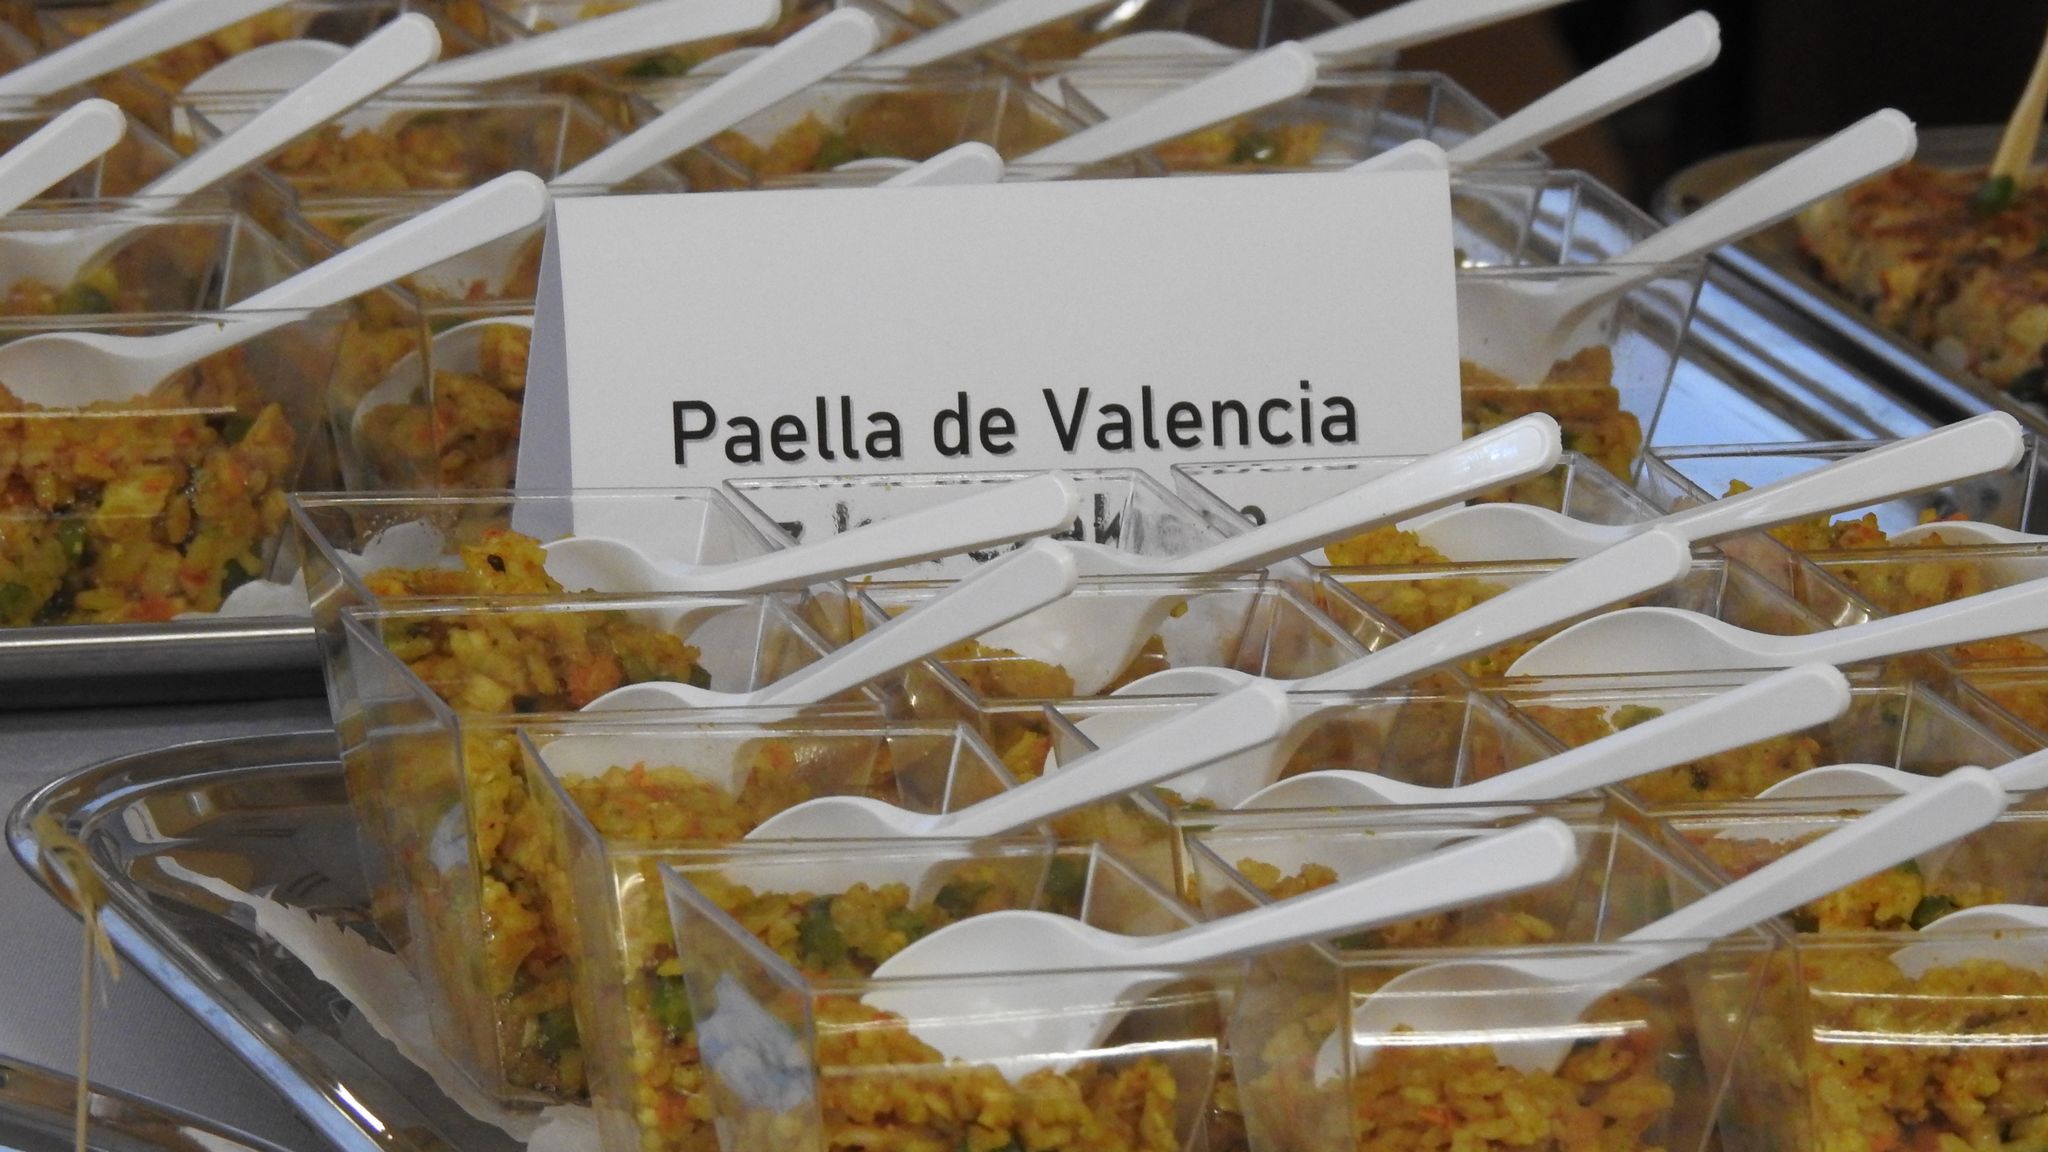 Paella de Valencia